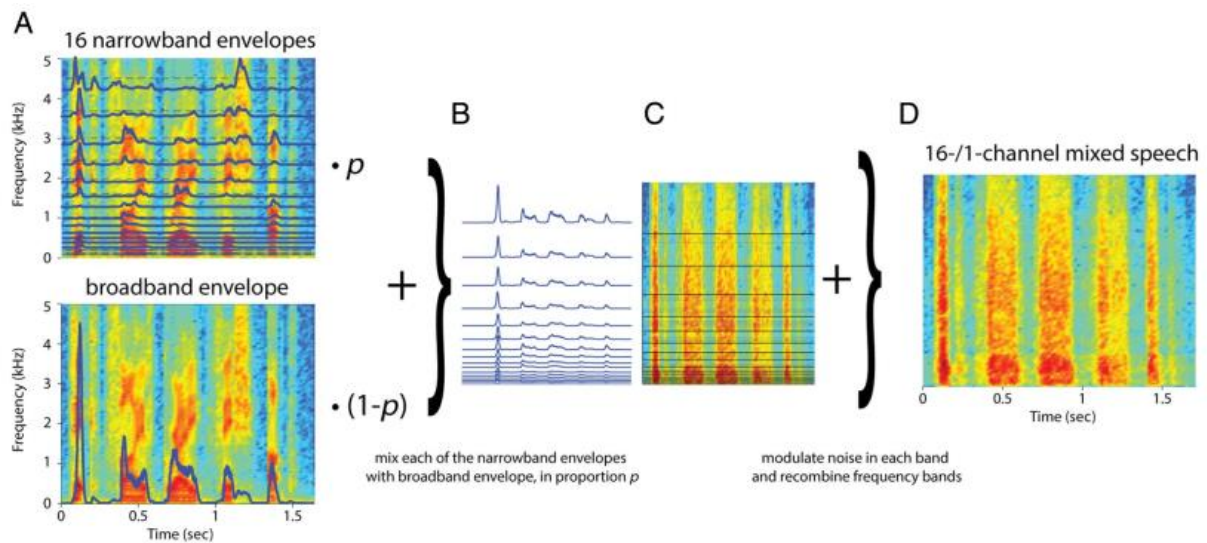 A
16 narrowband envelopes
5
4
3
2
1
0
Frequency (kHz)
• p
broadband envelope
5
4
3
2
1
0
Frequency (kHz)
0 0.5 1 1.5
Time (sec)
• (1-p)
+
B
C
mix each of the narrowband envelopes
with broadband envelope, in proportion p
+
modulate noise in each band
and recombine frequency bands
D
16-/1-channel mixed speech
0 0.5 1 1.5
Time (sec)